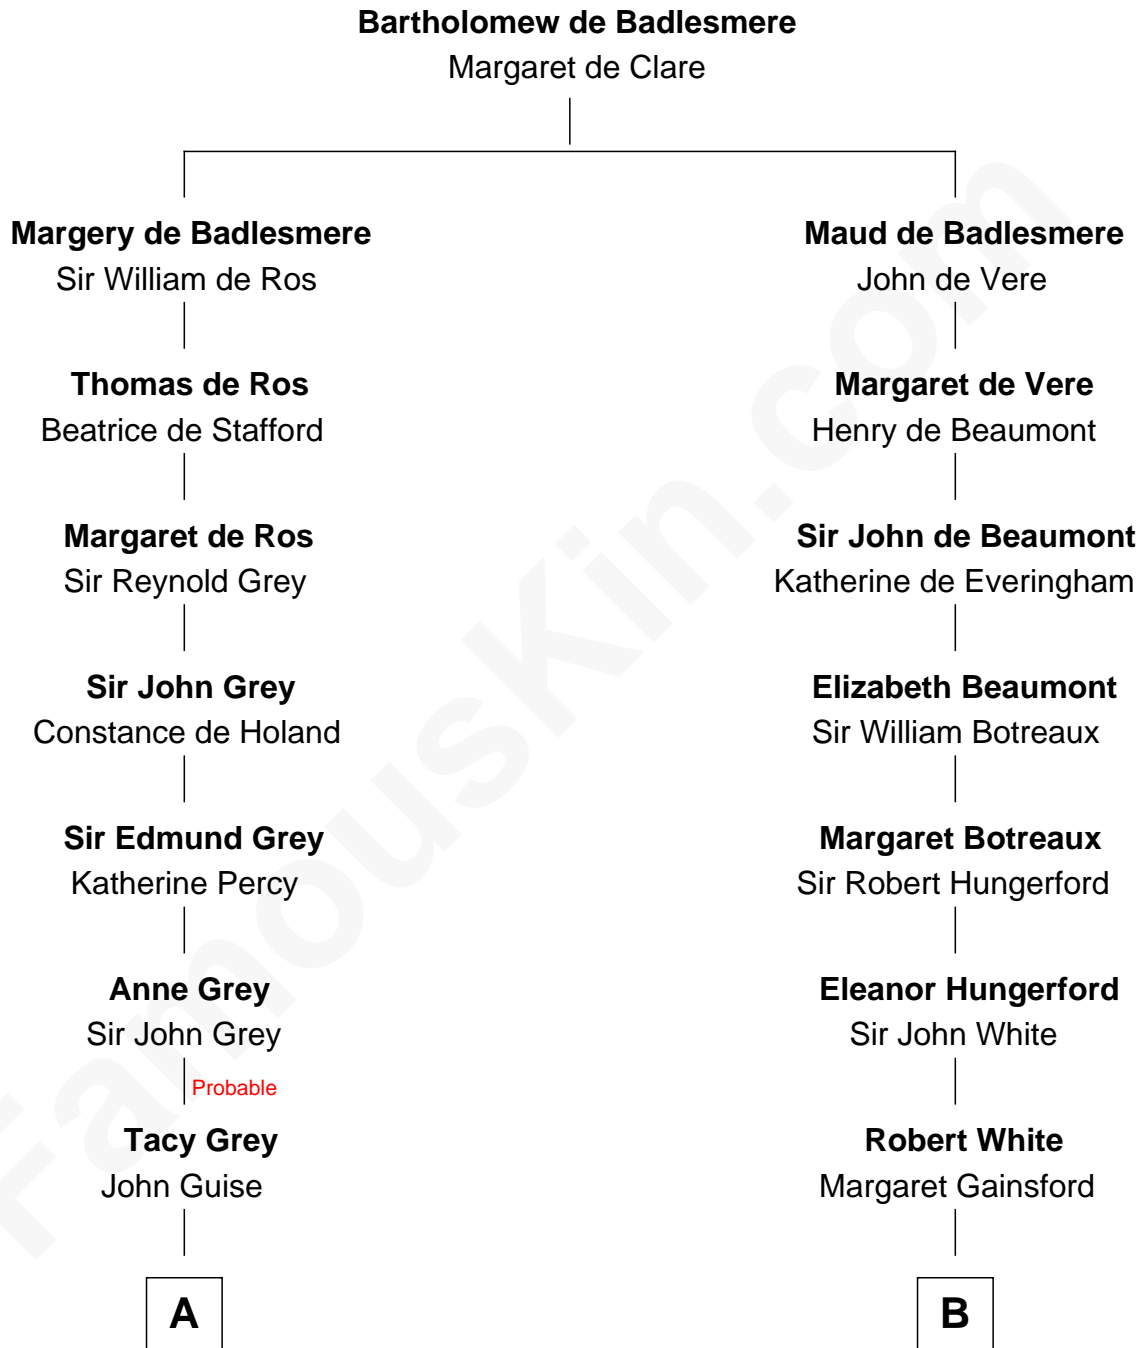 Bartholomew de Badlesmere
Margaret de Clare
Margery de Badlesmere
Sir William de Ros
Maud de Badlesmere
John de Vere
Thomas de Ros
Beatrice de Stafford
Margaret de Vere
Henry de Beaumont
Margaret de Ros
Sir Reynold Grey
Sir John de Beaumont
Katherine de Everingham
Sir John Grey
Constance de Holand
Elizabeth Beaumont
Sir William Botreaux
Sir Edmund Grey
Katherine Percy
Margaret Botreaux
Sir Robert Hungerford
Anne Grey
Sir John Grey
Eleanor Hungerford
Sir John White
Probable
Tacy Grey
John Guise
Robert White
Margaret Gainsford
A
B
FamousKin.com